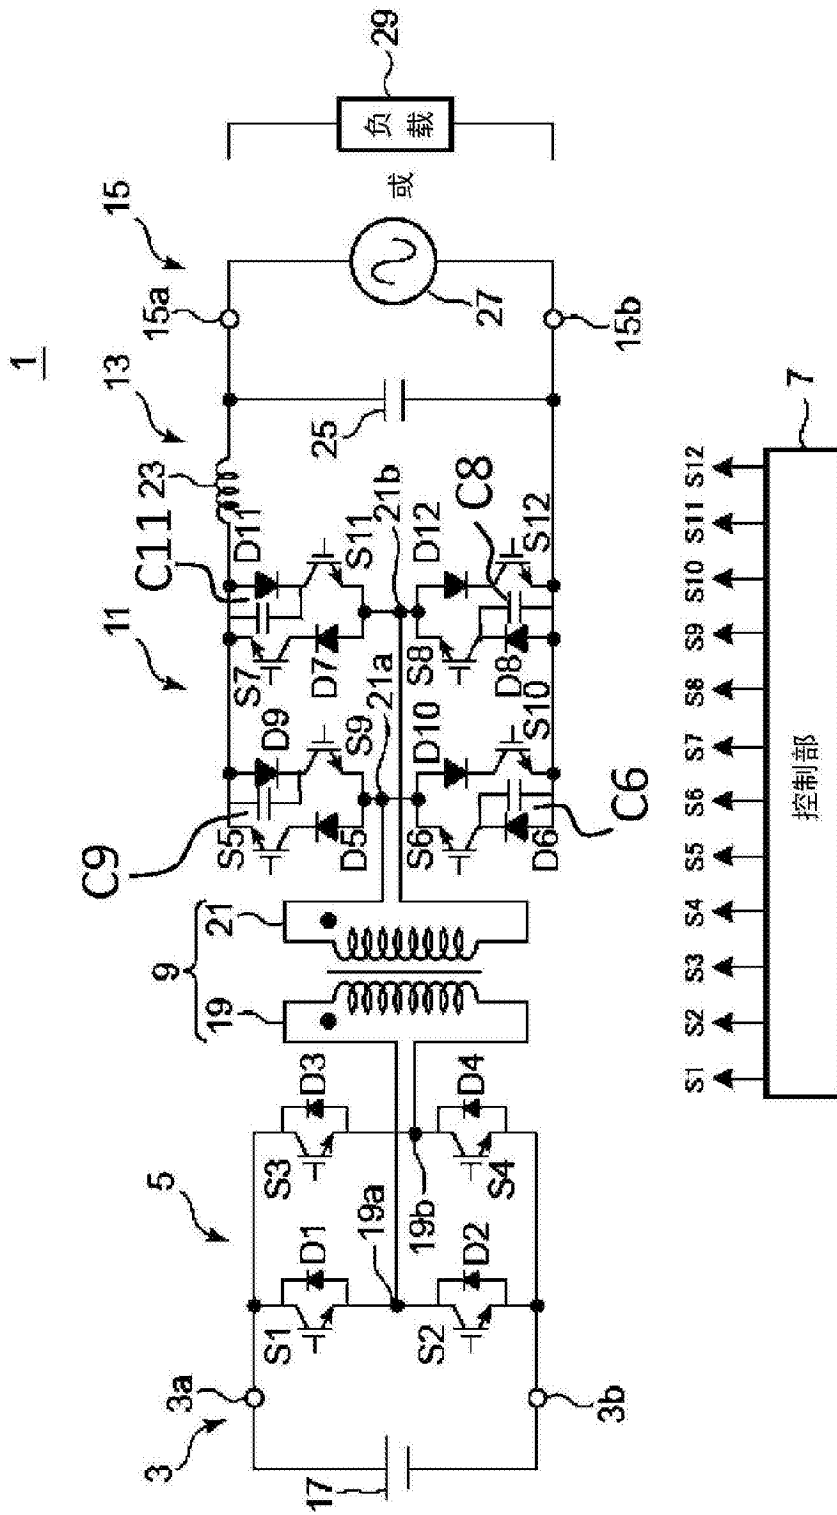 1
3
5
9
11
13
15
3a
17
3b
S1
D1
S2
D2
19a
S3
D3
S4
D4
19b
19
21
C9
S5
D5
D9
S9
21a
S6
D6
D10
S10
C6
C11
S7
D7
D11
S11
21b
S8
D8
D12
S12
C8
23
25
15a
15b
27
或
负载
29
S1 S2 S3 S4 S5 S6 S7 S8 S9 S10 S11 S12
控制部
7